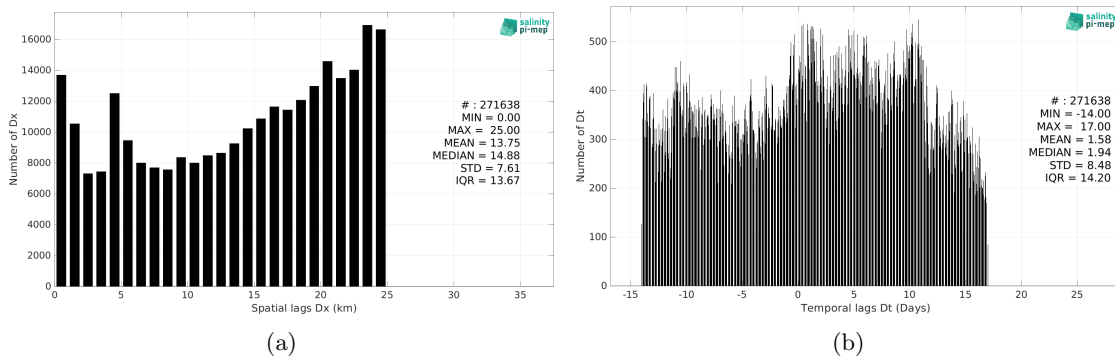 salinity
pi-mep
16000
14000
12000
10000
8000
6000
4000
2000
0
Number of Dx
# : 271638
MIN = 0.00
MAX = 25.00
MEAN = 13.75
MEDIAN = 14.88
STD = 7.61
IQR = 13.67
0 5 10 15 20 25 30 35
Spatial lags Dx (km)
(a)
salinity
pi-mep
500
400
300
200
100
0
Number of Dt
# : 271638
MIN = -14.00
MAX = 17.00
MEAN = 1.58
MEDIAN = 1.94
STD = 8.48
IQR = 14.20
-15 -10 -5 0 5 10 15 20 25
Temporal lags Dt (Days)
(b)